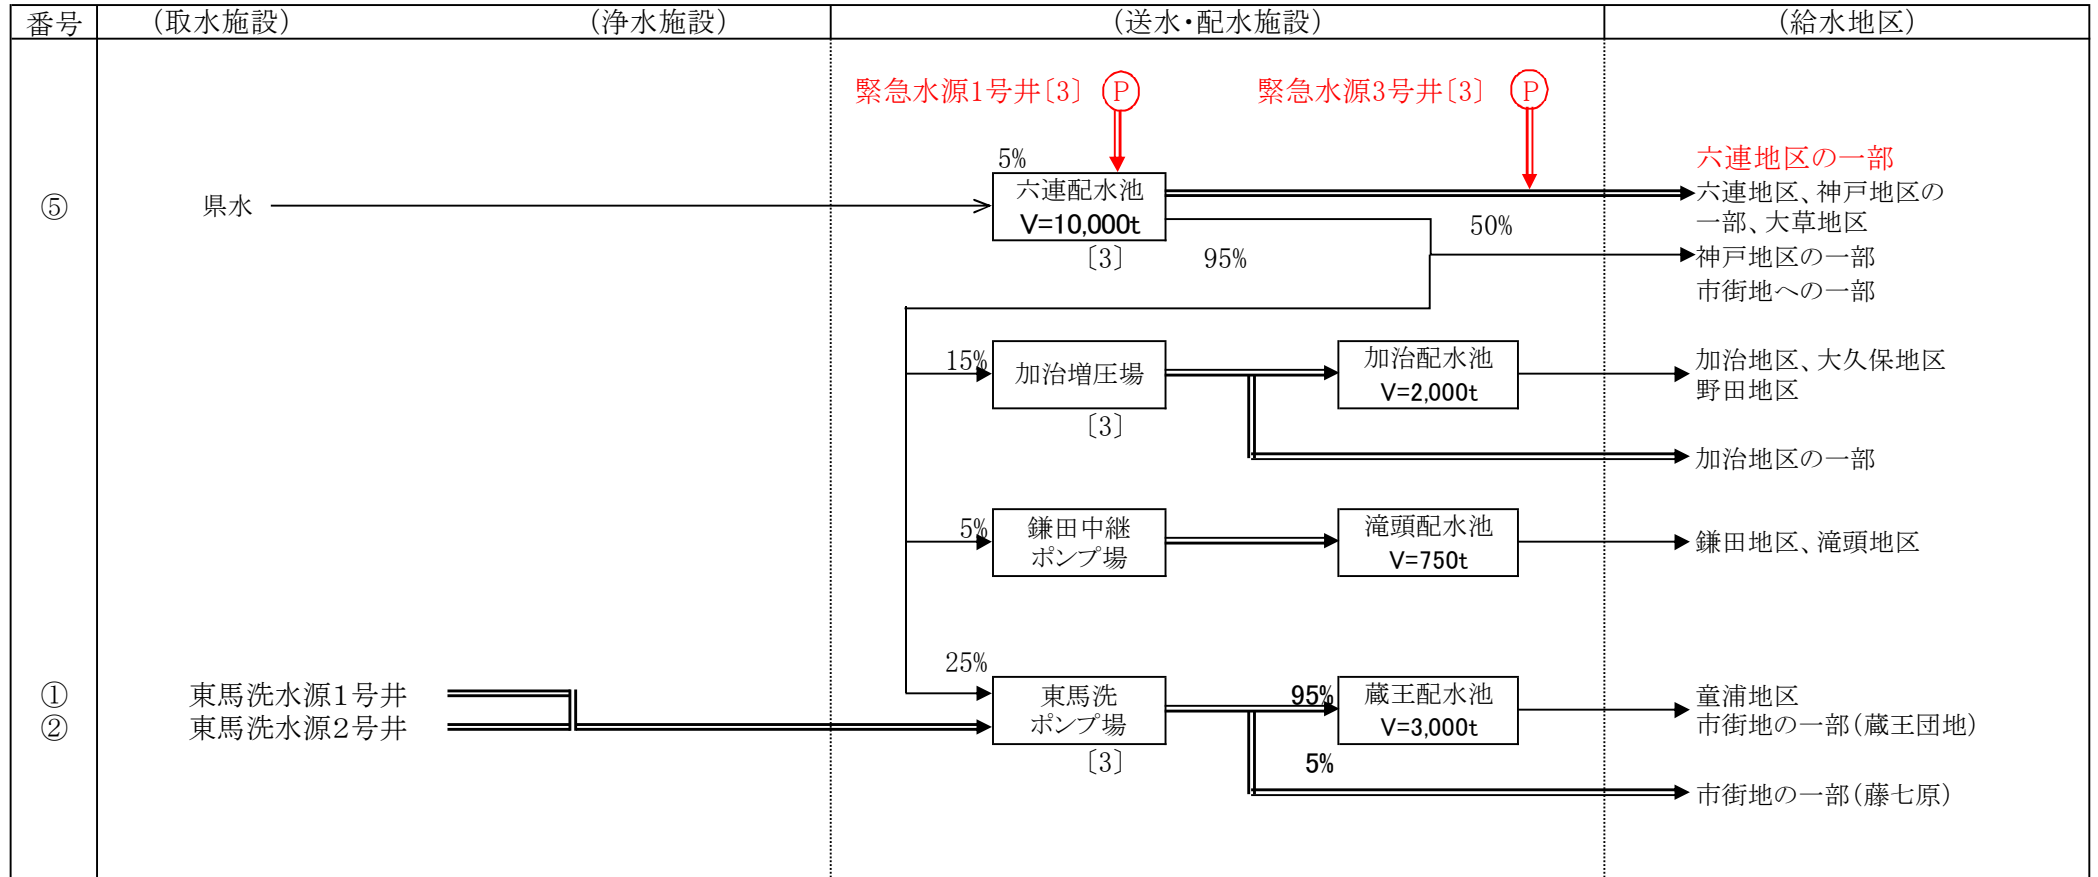 番号
(取水施設)
(浄水施設)
(送水・配水施設)
(給水地区)
緊急水源1号井〔3〕 P
緊急水源3号井〔3〕 P
5%
六連地区の一部
⑤
県水
六連配水池
V=10,000t
〔3〕
95%
50%
六連地区、神戸地区の
一部、大草地区
神戸地区の一部
市街地への一部
15%
加治増圧場
〔3〕
加治配水池
V=2,000t
加治地区、大久保地区
野田地区
加治地区の一部
5%
鎌田中継
ポンプ場
滝頭配水池
V=750t
鎌田地区、滝頭地区
25%
①
東馬洗水源1号井
②
東馬洗水源2号井
東馬洗
ポンプ場
〔3〕
95%
蔵王配水池
V=3,000t
5%
童浦地区
市街地の一部(蔵王団地)
市街地の一部(藤七原)